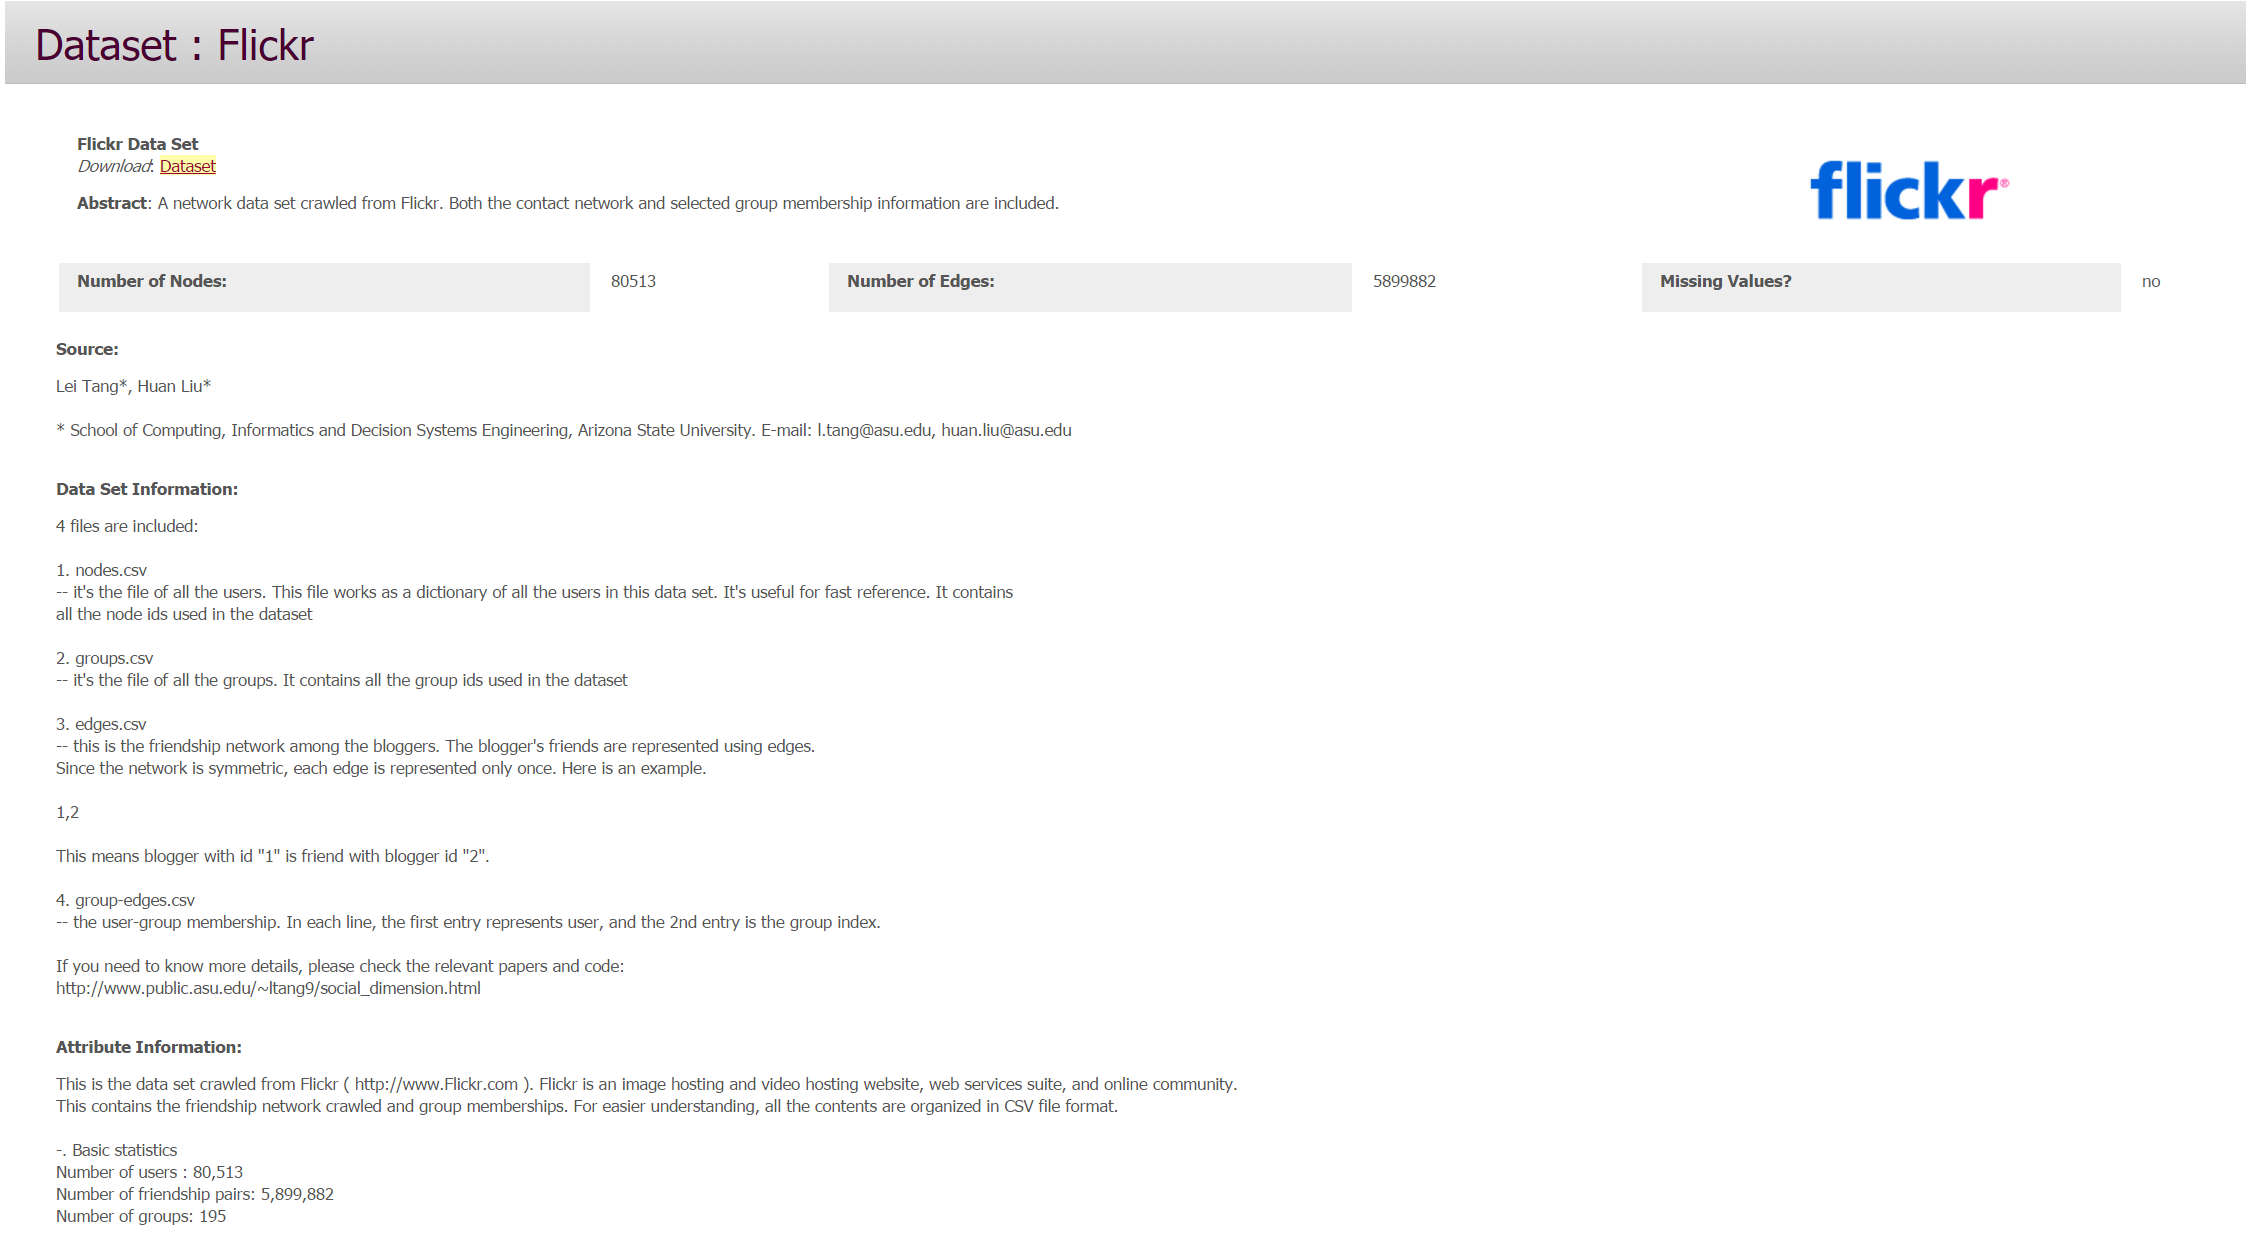 Dataset : Flickr
Flickr Data Set
Download: Dataset
Abstract: A network data set crawled from Flickr. Both the contact network and selected group membership information are included.
flickr®
Number of Nodes: 80513 Number of Edges: 5899882 Missing Values? no
Source:
Lei Tang*, Huan Liu*
* School of Computing, Informatics and Decision Systems Engineering, Arizona State University. E-mail: l.tang@asu.edu, huan.liu@asu.edu
Data Set Information:
4 files are included:
1. nodes.csv
-- it's the file of all the users. This file works as a dictionary of all the users in this data set. It's useful for fast reference. It contains
all the node ids used in the dataset
2. groups.csv
-- it's the file of all the groups. It contains all the group ids used in the dataset
3. edges.csv
-- this is the friendship network among the bloggers. The blogger's friends are represented using edges.
Since the network is symmetric, each edge is represented only once. Here is an example.
1,2
This means blogger with id "1" is friend with blogger id "2".
4. group-edges.csv
-- the user-group membership. In each line, the first entry represents user, and the 2nd entry is the group index.
If you need to know more details, please check the relevant papers and code:
http://www.public.asu.edu/~ltang9/social_dimension.html
Attribute Information:
This is the data set crawled from Flickr ( http://www.Flickr.com ). Flickr is an image hosting and video hosting website, web services suite, and online community.
This contains the friendship network crawled and group memberships. For easier understanding, all the contents are organized in CSV file format.
-. Basic statistics
Number of users : 80,513
Number of friendship pairs: 5,899,882
Number of groups: 195